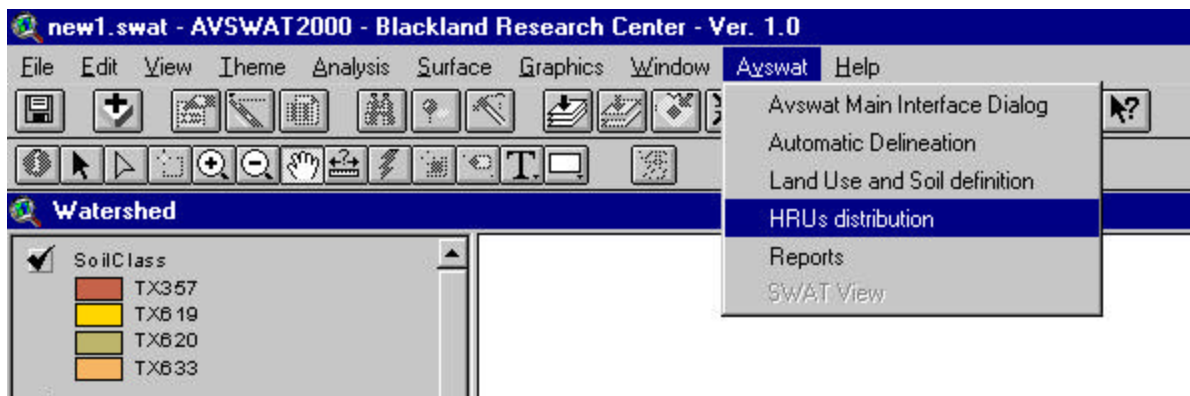 new1.swat - AVSWAT2000 - Blackland Research Center - Ver. 1.0
File Edit View Theme Analysis Surface Graphics Window Avswat Help
Avswat Main Interface Dialog
Automatic Delineation
Land Use and Soil definition
HRUs distribution
Reports
SWAT View
T
Watershed
SoilClass
TX357
TX619
TX620
TX633